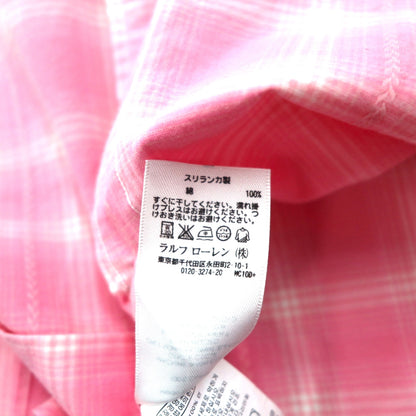 スリランカ製
綿 100%
すぐに干してください。濡れ掛
けプレスはお避けください。つ
けおき洗いはお避けください。
ラルフ ローレン (株)
東京都千代田区永田町2-10-1
0120-3274-20 WC100+